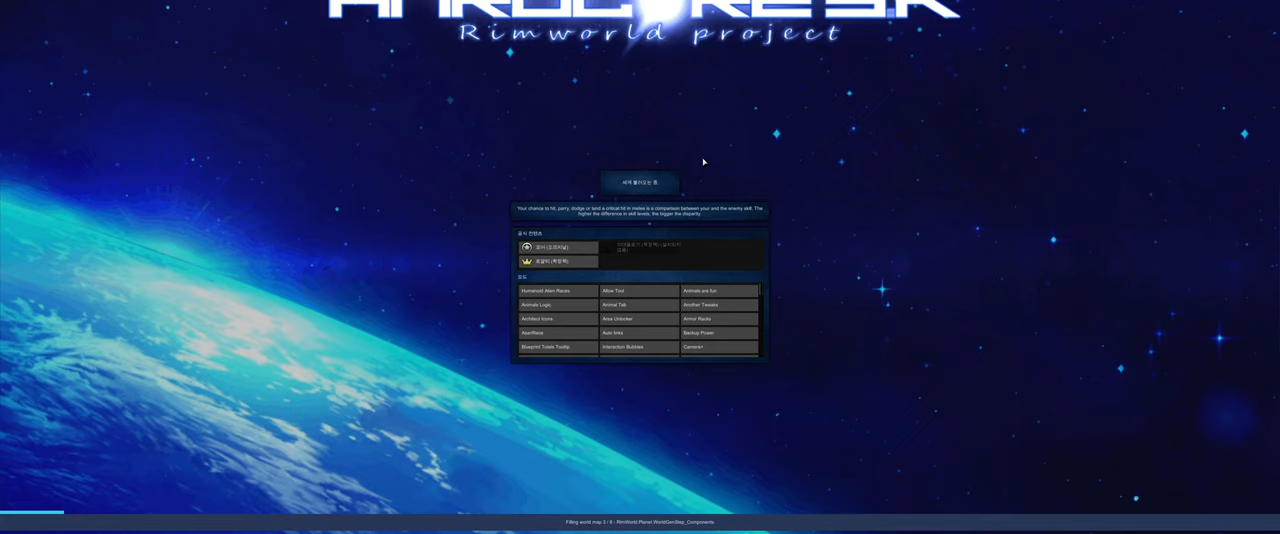 Rimworld project
세계 불러오는 중.
Your chance to hit, parry, dodge or land a critical hit in melee is a comparison between your and the enemy skill. The
higher the difference in skill levels, the bigger the disparity.
공식 컨텐츠
코어 (오리지널)
로얄티 (확장팩)
모드
Humanoid Alien Races
Allow Tool
Animals are fun
Animals Logic
Animal Tab
Another Tweaks
Architect Icons
Area Unlocker
Armor Racks
AsariRace
Auto links
Backup Power
Blueprint Totals Tooltip
Interaction Bubbles
Camera+
Filling world map 3 / 8 - RimWorld.Planet.WorldGenStep_Components